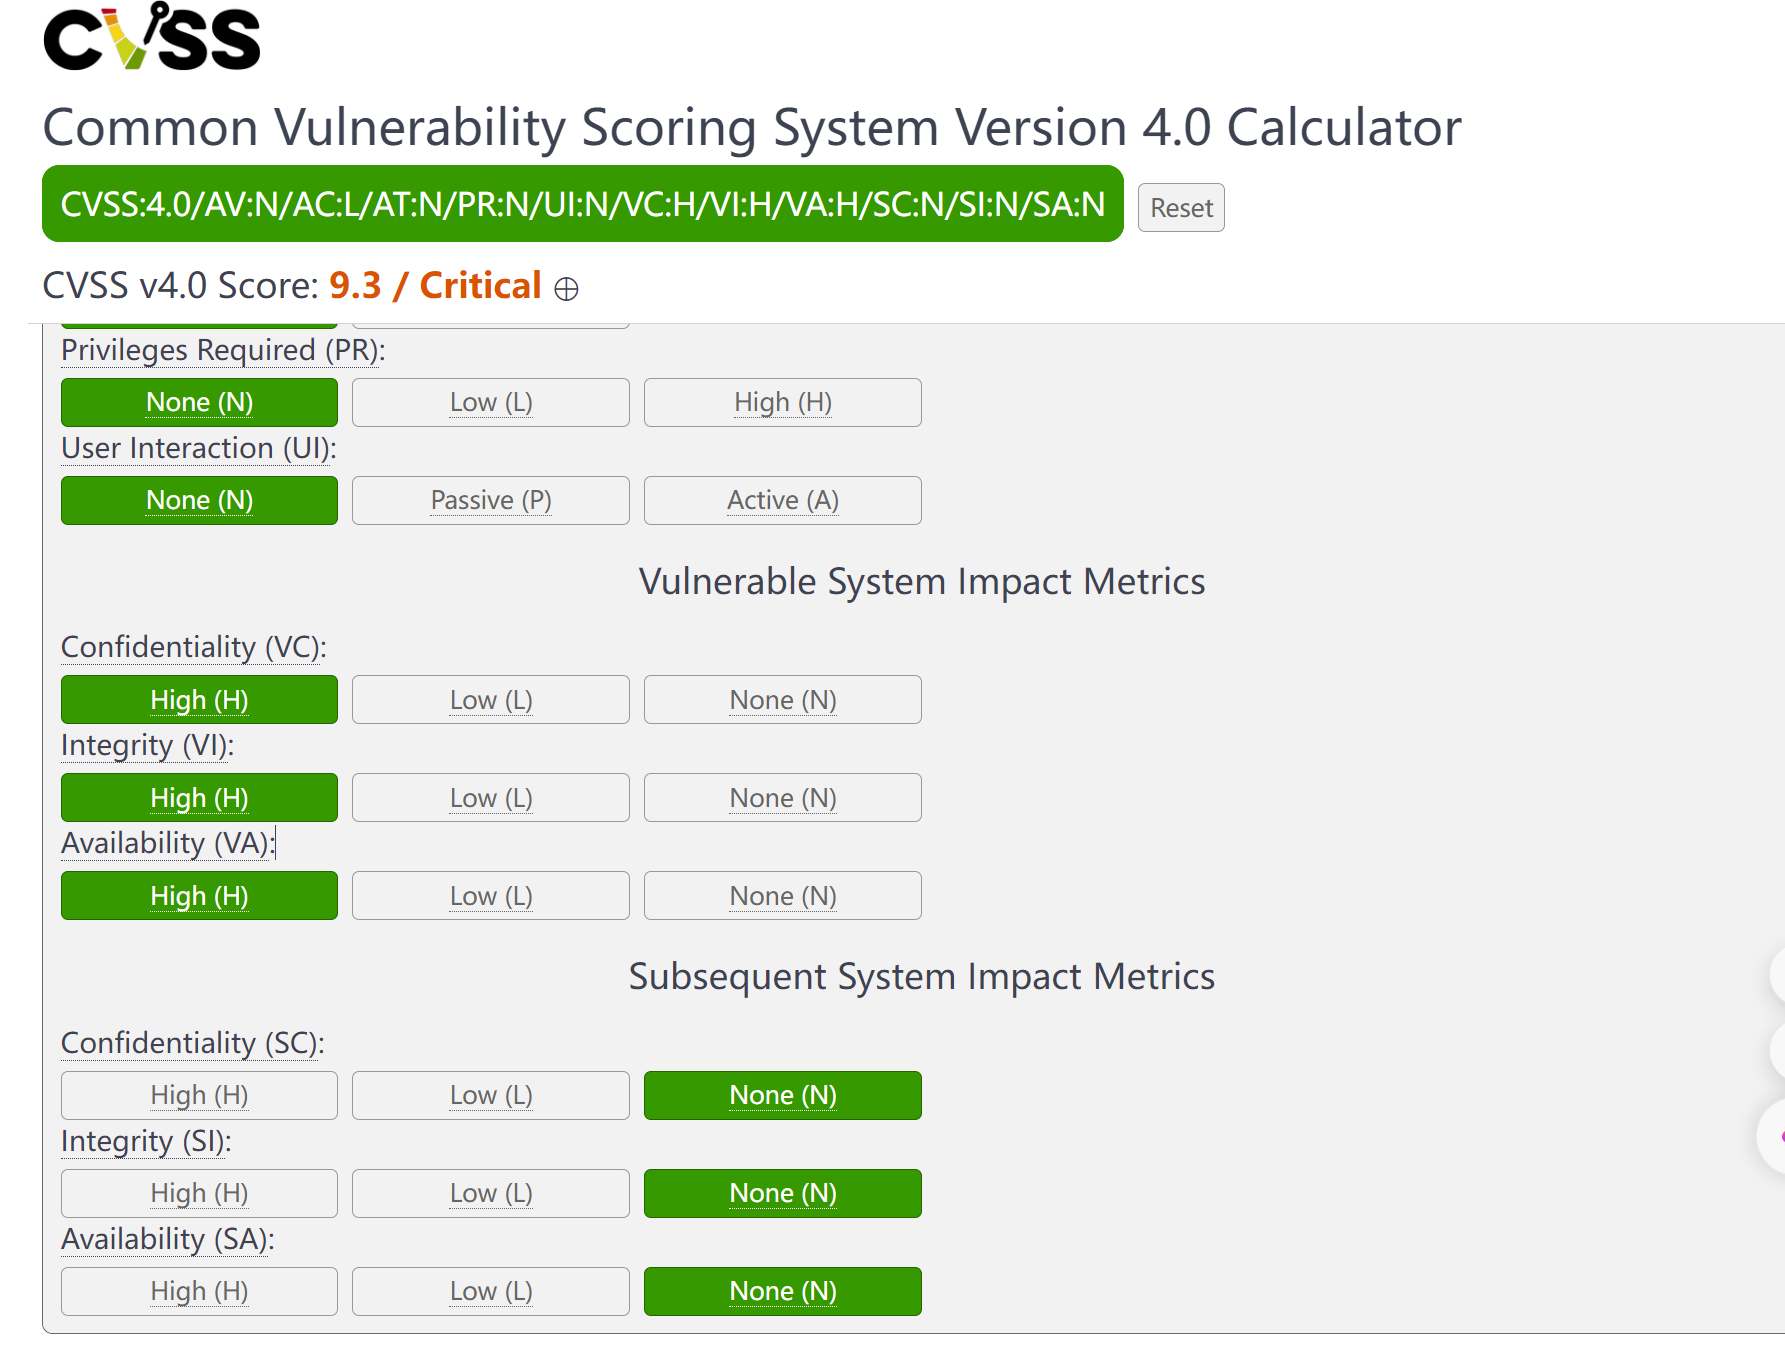 CVSS
Common Vulnerability Scoring System Version 4.0 Calculator
CVSS:4.0/AV:N/AC:L/AT:N/PR:N/UI:N/VC:H/VI:H/VA:H/SC:N/SI:N/SA:N Reset
CVSS v4.0 Score: 9.3 / Critical ⊕
Privileges Required (PR):
None (N) Low (L) High (H)
User Interaction (UI):
None (N) Passive (P) Active (A)
Vulnerable System Impact Metrics
Confidentiality (VC):
High (H) Low (L) None (N)
Integrity (VI):
High (H) Low (L) None (N)
Availability (VA):
High (H) Low (L) None (N)
Subsequent System Impact Metrics
Confidentiality (SC):
High (H) Low (L) None (N)
Integrity (SI):
High (H) Low (L) None (N)
Availability (SA):
High (H) Low (L) None (N)